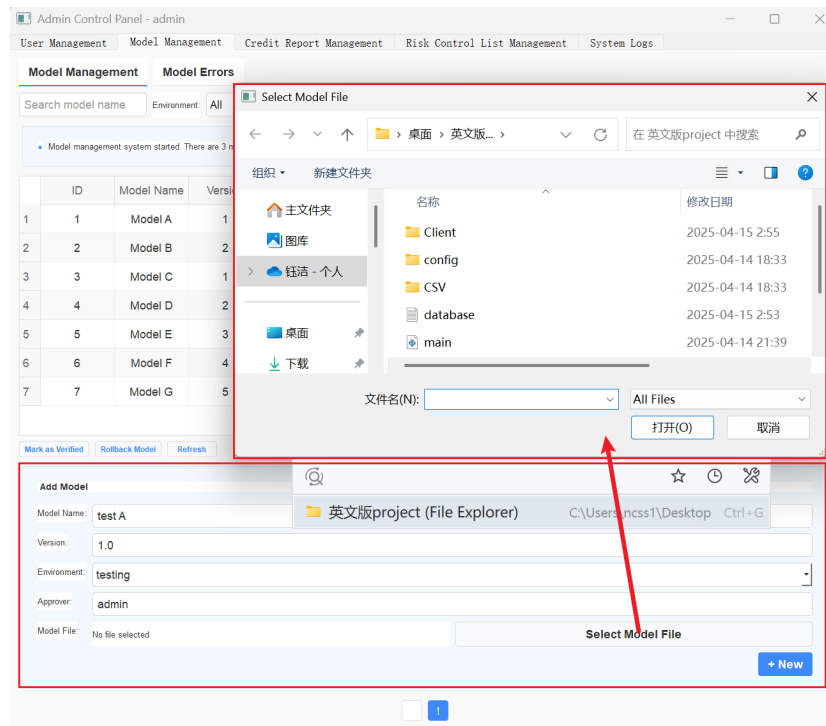 Admin Control Panel - admin
User Management Model Management Credit Report Management Risk Control List Management System Logs
Model Management Model Errors
Search model name Environment: All
Model management system started. There are 3 m
ID Model Name Versi
1 1 Model A 1
2 2 Model B 2
3 3 Model C 1
4 4 Model D 2
5 5 Model E 3
6 6 Model F 4
7 7 Model G 5
Mark as Verified Rollback Model Refresh
Select Model File
桌面 英文版... 在 英文版project 中搜索
组织 新建文件夹
主文件夹
图库
钰洁 - 个人
桌面
下载
名称 修改日期
Client 2025-04-15 2:55
config 2025-04-14 18:33
CSV 2025-04-14 18:33
database 2025-04-15 2:53
main 2025-04-14 21:39
文件名(N): All Files
打开(O) 取消
英文版project (File Explorer) C:\Users\ncss1\Desktop Ctrl+G
Add Model
Model Name: test A
Version: 1.0
Environment: testing
Approver: admin
Model File: No file selected Select Model File
+ New
1